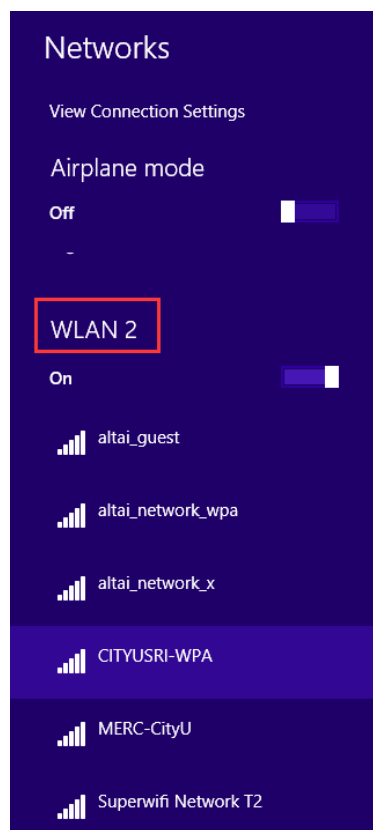 Networks
View Connection Settings
Airplane mode
Off
WLAN 2
On
altai_guest
altai_network_wpa
altai_network_x
CITYUSRI-WPA
MERC-CityU
Superwifi Network T2